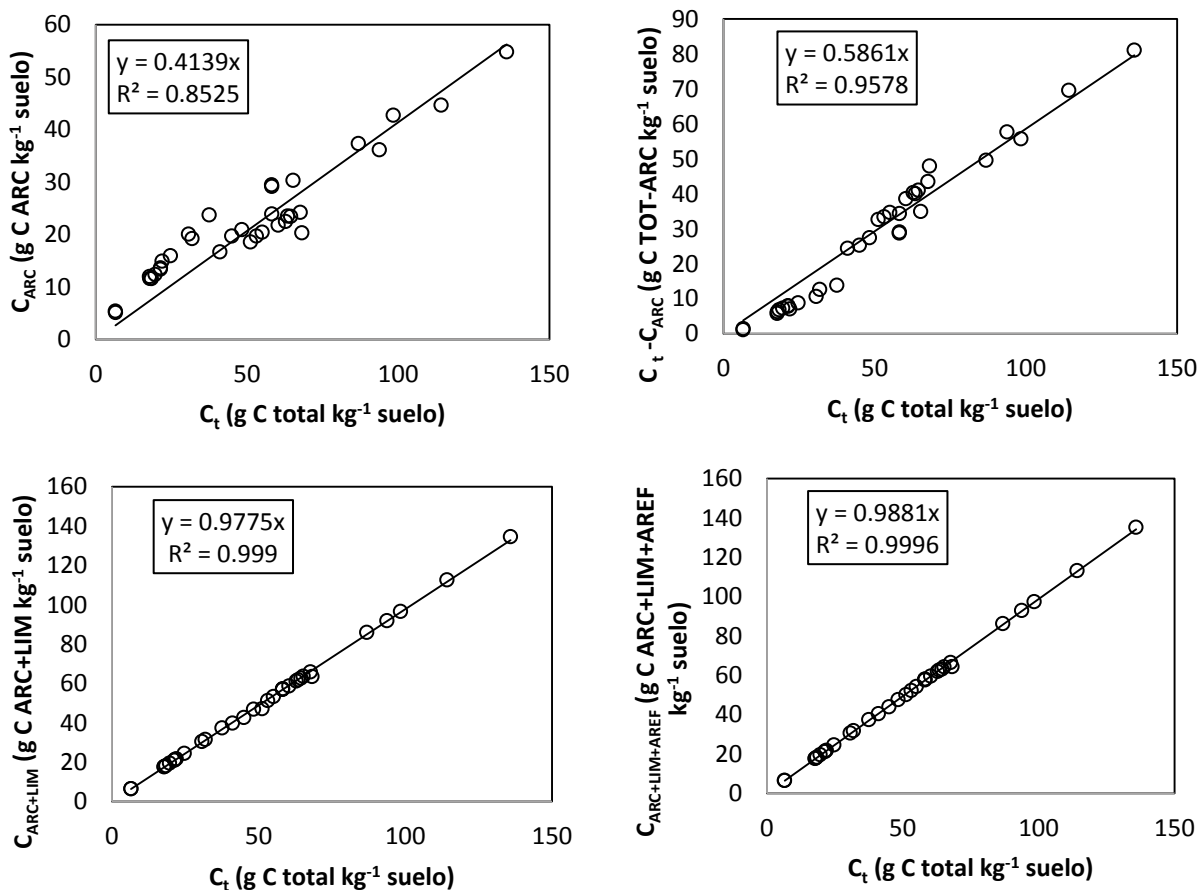 C_ARC (g C ARC kg⁻¹ suelo)
60
50
40
30
20
10
0
y = 0.4139x
R² = 0.8525
0 50 100 150
C_t (g C total kg⁻¹ suelo)
C_t -C_ARC (g C TOT-ARC kg⁻¹ suelo)
90
80
70
60
50
40
30
20
10
0
y = 0.5861x
R² = 0.9578
0 50 100 150
C_t (g C total kg⁻¹ suelo)
C_ARC+LIM (g C ARC+LIM kg⁻¹ suelo)
160
140
120
100
80
60
40
20
0
y = 0.9775x
R² = 0.999
0 50 100 150
C_t (g C total kg⁻¹ suelo)
C_ARC+LIM+AREF (g C ARC+LIM+AREF
kg⁻¹ suelo)
160
140
120
100
80
60
40
20
0
y = 0.9881x
R² = 0.9996
0 50 100 150
C_t (g C total kg⁻¹ suelo)